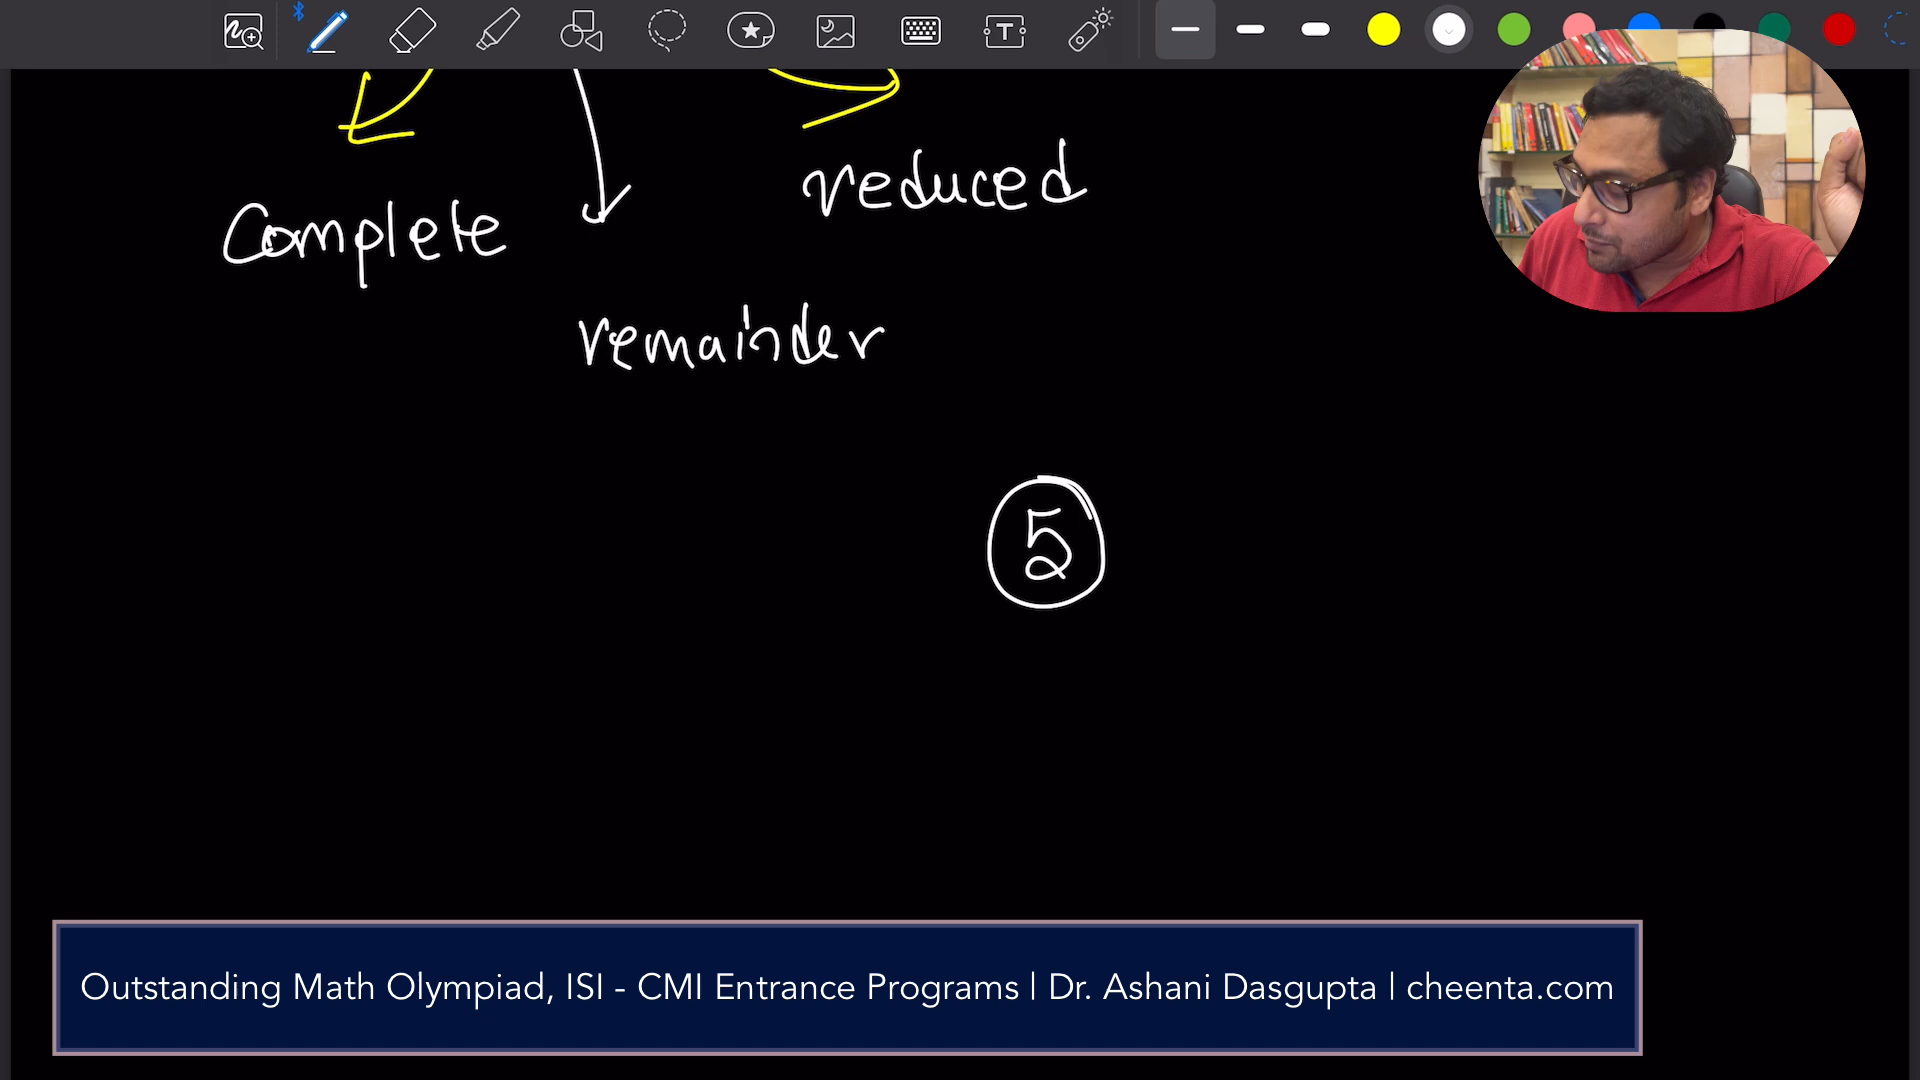 reduced
Complete
remainder
5
Outstanding Math Olympiad, ISI - CMI Entrance Programs | Dr. Ashani Dasgupta | cheenta.com